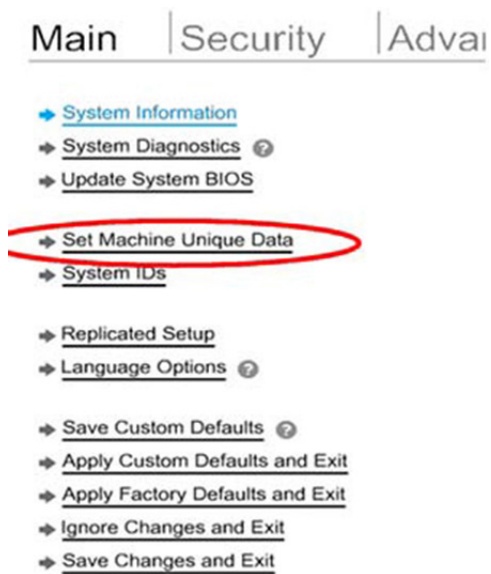 Main Security Advan
System Information
System Diagnostics ?
Update System BIOS
Set Machine Unique Data
System IDs
Replicated Setup
Language Options ?
Save Custom Defaults ?
Apply Custom Defaults and Exit
Apply Factory Defaults and Exit
Ignore Changes and Exit
Save Changes and Exit